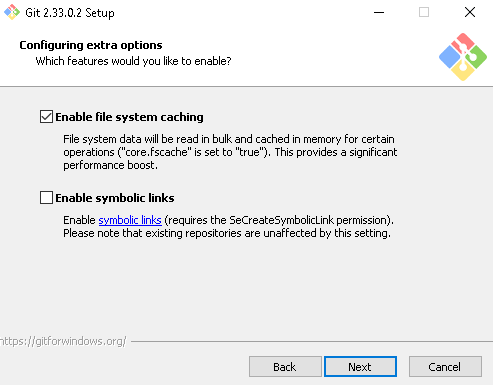 Git 2.33.0.2 Setup
Configuring extra options
Which features would you like to enable?
Enable file system caching
File system data will be read in bulk and cached in memory for certain
operations ("core.fscache" is set to "true"). This provides a significant
performance boost.
Enable symbolic links
Enable symbolic links (requires the SeCreateSymbolicLink permission).
Please note that existing repositories are unaffected by this setting.
https://gitforwindows.org/
Back Next Cancel